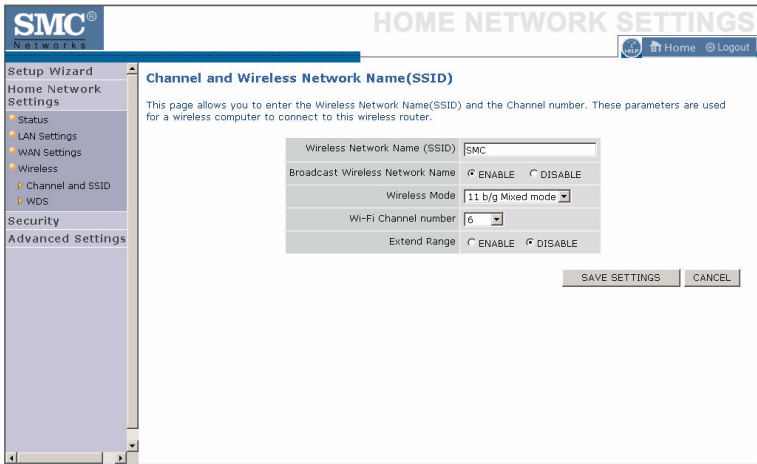 SMC®
Networks
HOME NETWORK SETTINGS
HELP
Home
Logout
Setup Wizard
Home Network
Settings
Status
LAN Settings
WAN Settings
Wireless
Channel and SSID
WDS
Security
Advanced Settings
Channel and Wireless Network Name(SSID)
This page allows you to enter the Wireless Network Name(SSID) and the Channel number. These parameters are used
for a wireless computer to connect to this wireless router.
Wireless Network Name (SSID) SMC
Broadcast Wireless Network Name ENABLE DISABLE
Wireless Mode 11 b/g Mixed mode
Wi-Fi Channel number 6
Extend Range ENABLE DISABLE
SAVE SETTINGS CANCEL